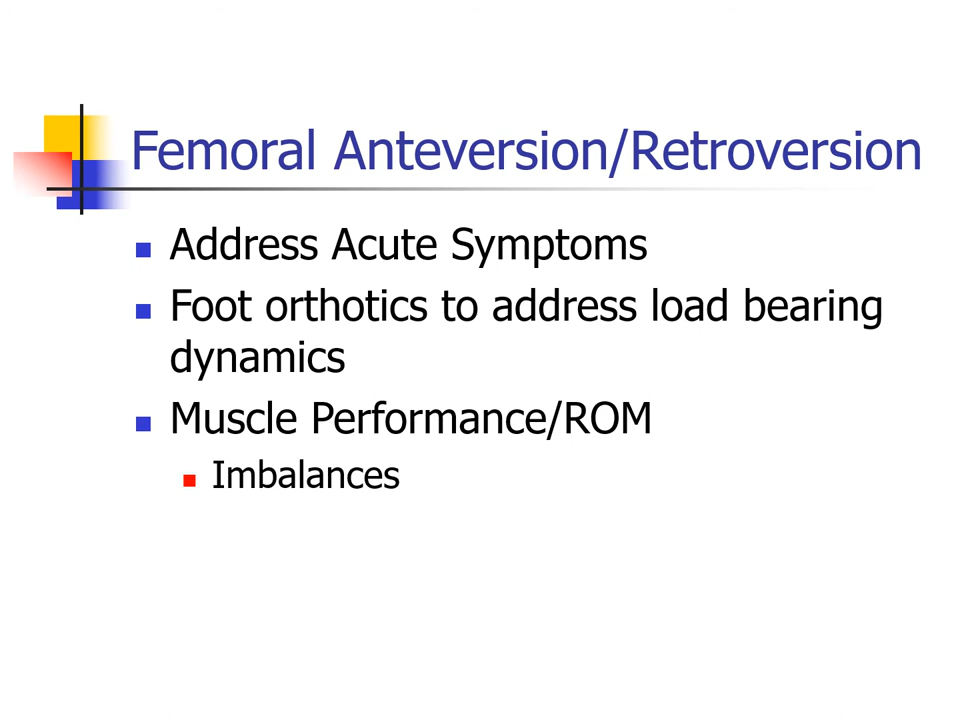 Femoral Anteversion/Retroversion
Address Acute Symptoms
Foot orthotics to address load bearing
dynamics
Muscle Performance/ROM
Imbalances